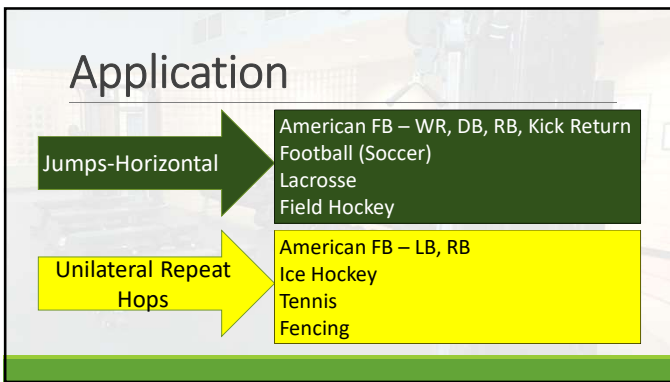 Application
Jumps-Horizontal
American FB – WR, DB, RB, Kick Return
Football (Soccer)
Lacrosse
Field Hockey
Unilateral Repeat
Hops
American FB – LB, RB
Ice Hockey
Tennis
Fencing